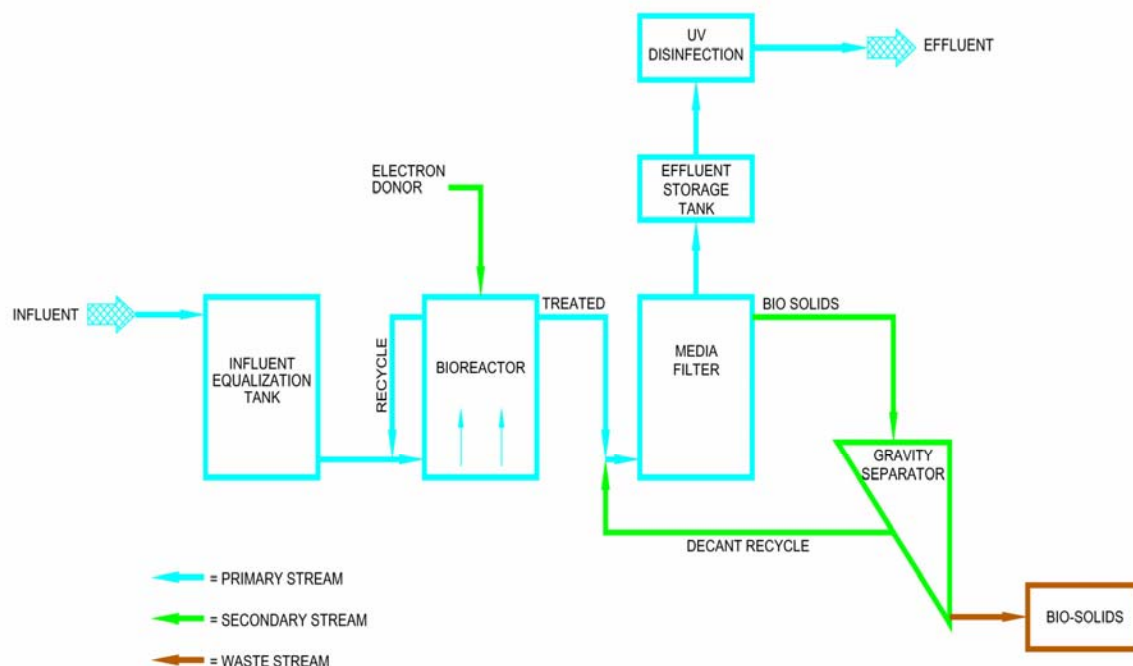 UV
DISINFECTION
EFFLUENT
ELECTRON
DONOR
EFFLUENT
STORAGE
TANK
INFLUENT
TREATED
BIO SOLIDS
INFLUENT
EQUALIZATION
TANK
RECYCLE
BIOREACTOR
MEDIA
FILTER
GRAVITY
SEPARATOR
DECANT RECYCLE
= PRIMARY STREAM
= SECONDARY STREAM
= WASTE STREAM
BIO-SOLIDS